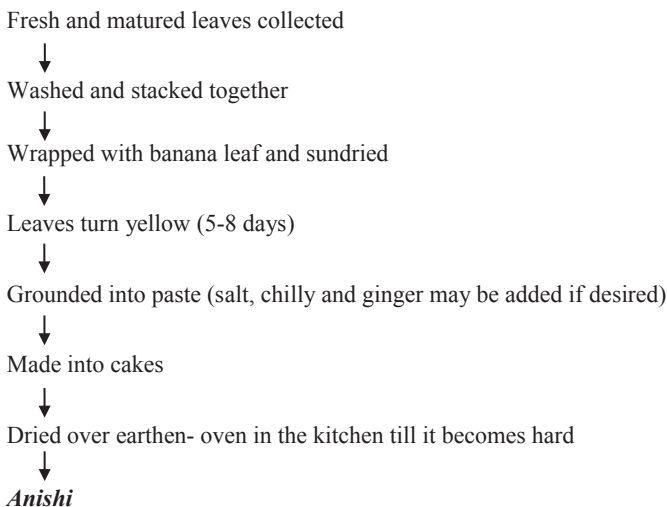 Fresh and matured leaves collected
Washed and stacked together
Wrapped with banana leaf and sundried
Leaves turn yellow (5-8 days)
Grounded into paste (salt, chilly and ginger may be added if desired)
Made into cakes
Dried over earthen- oven in the kitchen till it becomes hard
Anishi